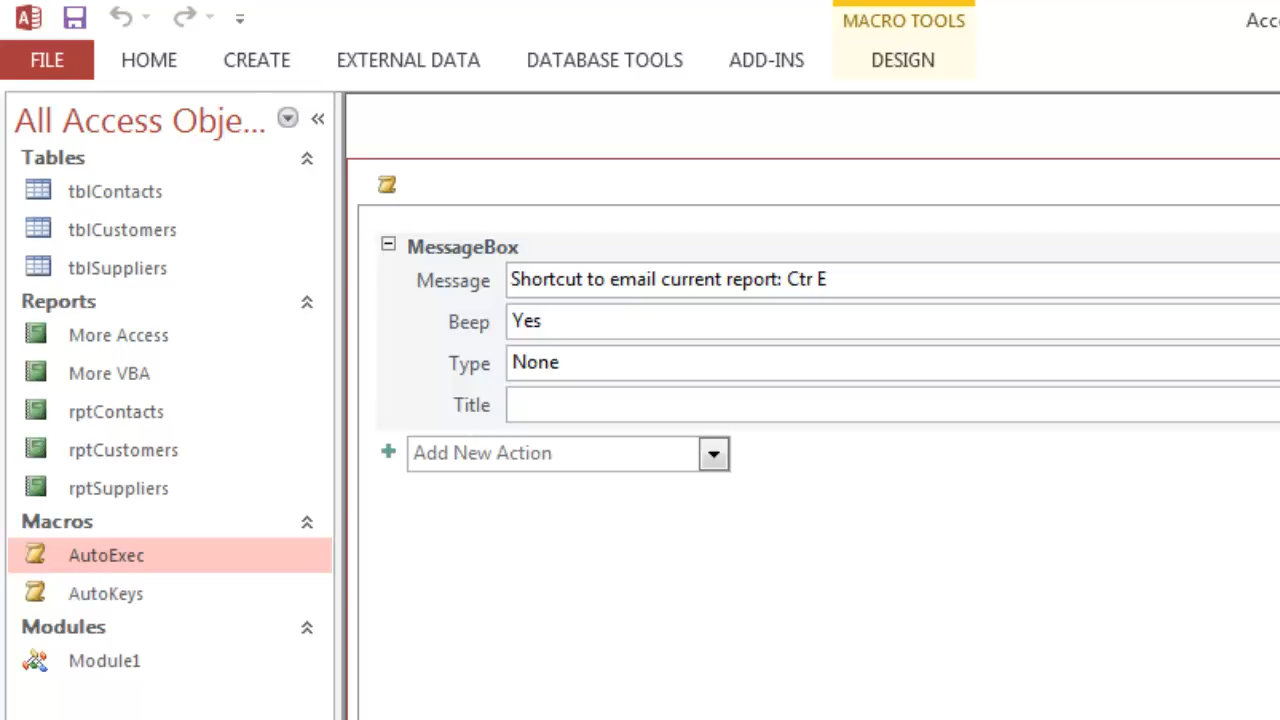 MACRO TOOLS
Acc
FILE HOME CREATE EXTERNAL DATA DATABASE TOOLS ADD-INS DESIGN
All Access Obje... «
Tables
tblContacts
tblCustomers
tblSuppliers
Reports
More Access
More VBA
rptContacts
rptCustomers
rptSuppliers
Macros
AutoExec
AutoKeys
Modules
Module1
MessageBox
Message Shortcut to email current report: Ctr E
Beep Yes
Type None
Title
Add New Action